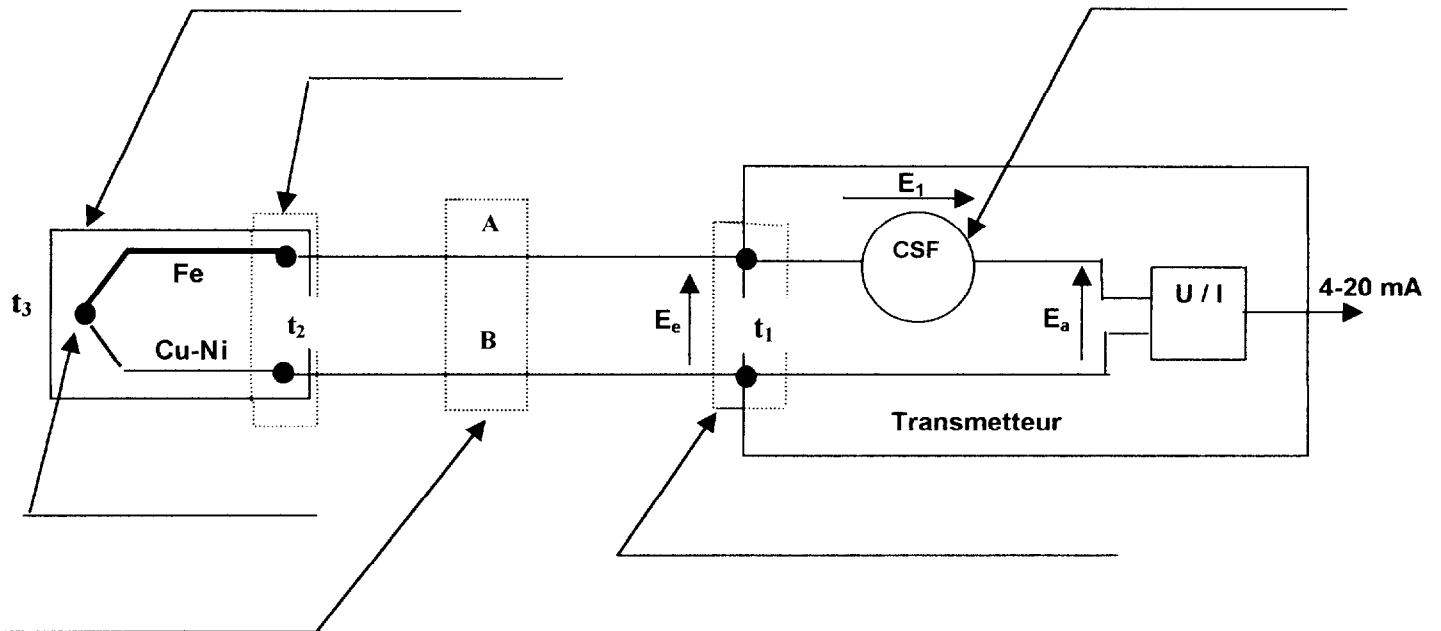 E₁
A
CSF
Fe
U / I
4-20 mA
t₃
t₂
Eₑ
t₁
Eₐ
B
Cu-Ni
Transmetteur